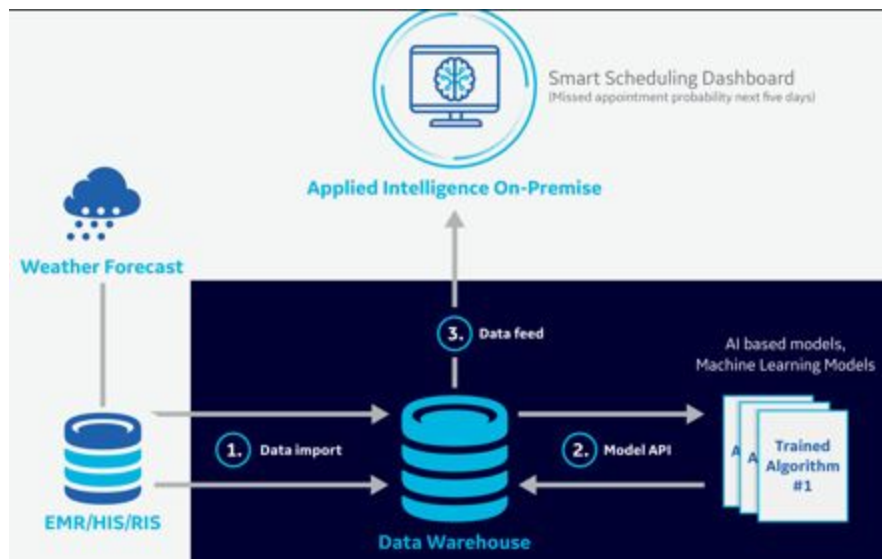 Smart Scheduling Dashboard
(Missed appointment probability next five days)
Applied Intelligence On-Premise
Weather Forecast
3. Data feed
AI based models,
Machine Learning Models
1. Data import
2. Model API
A
A
Trained
Algorithm
#1
EMR/HIS/RIS
Data Warehouse